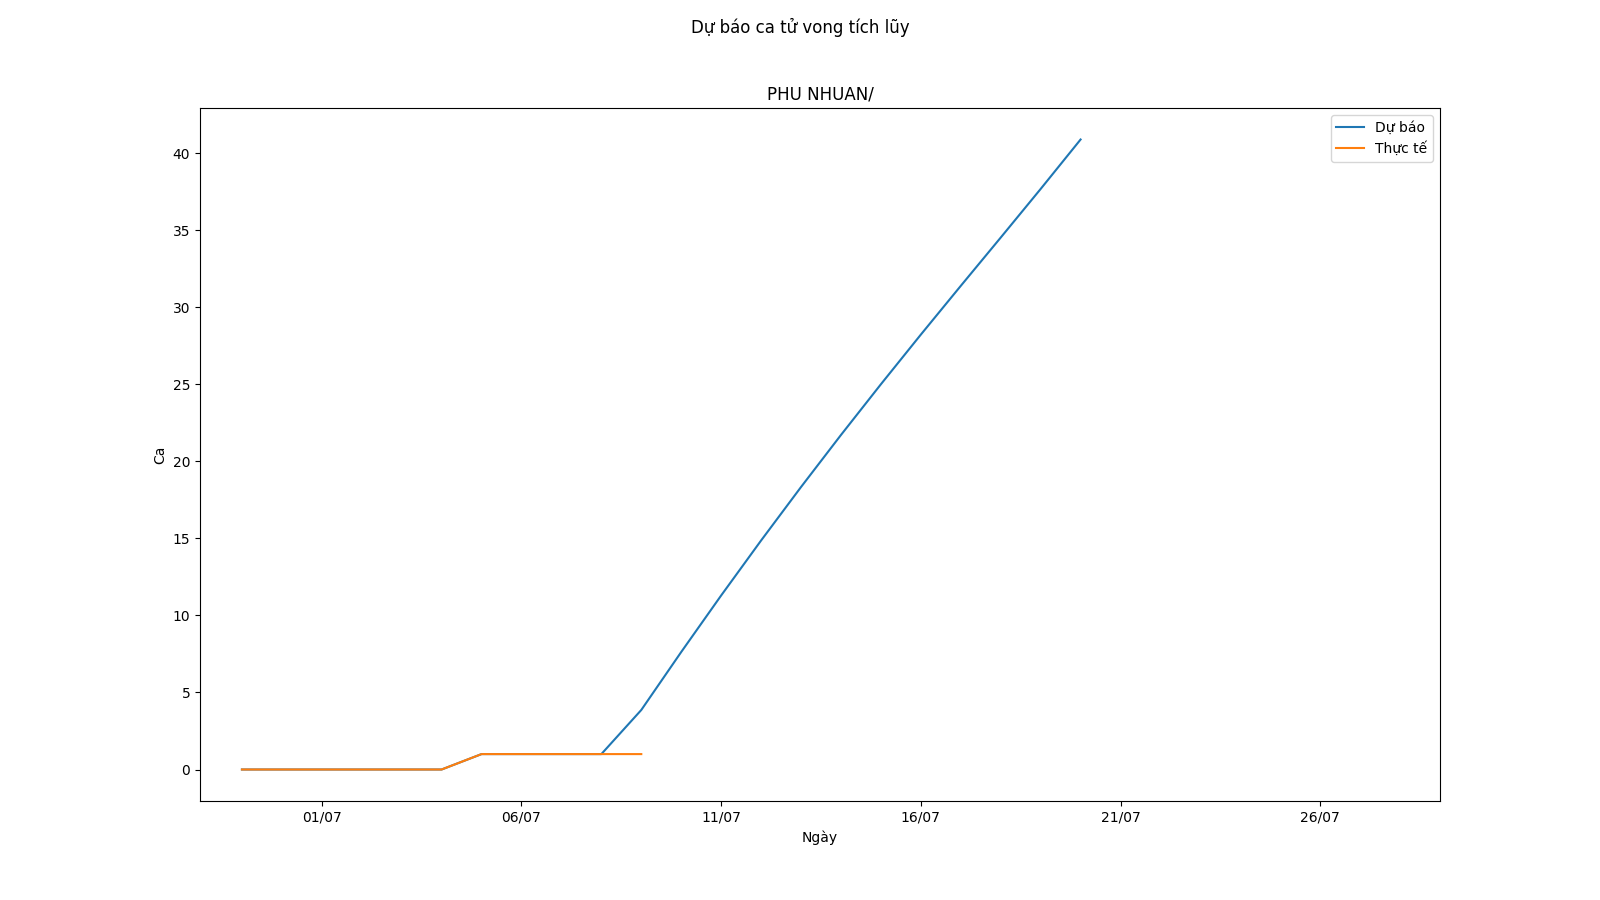 Dự báo ca tử vong tích lũy
PHU NHUAN/
Dự báo
Thực tế
40
35
30
25
20
15
10
5
0
Ca
01/07
06/07
11/07
16/07
21/07
26/07
Ngày